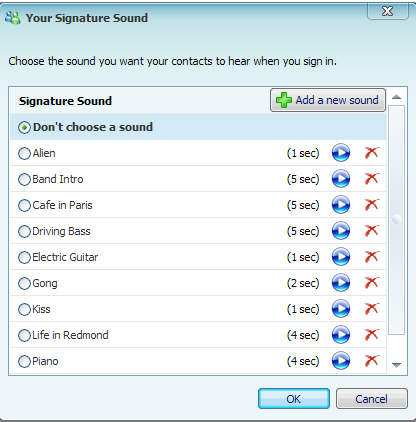 Your Signature Sound
Choose the sound you want your contacts to hear when you sign in.
Signature Sound Add a new sound
Don't choose a sound
Alien (1 sec)
Band Intro (5 sec)
Cafe in Paris (5 sec)
Driving Bass (5 sec)
Electric Guitar (1 sec)
Gong (2 sec)
Kiss (1 sec)
Life in Redmond (4 sec)
Piano (4 sec)
OK Cancel